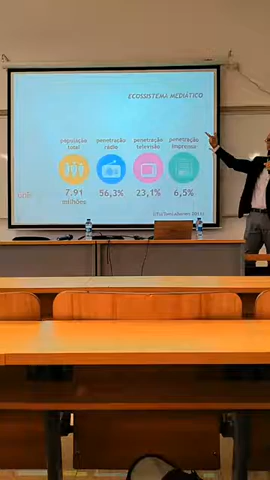 ECOSSISTEMA MEDIÁTICO
população total
penetração rádio
penetração televisão
penetração imprensa
7,91 milhões
56,3%
23,1%
6,5%